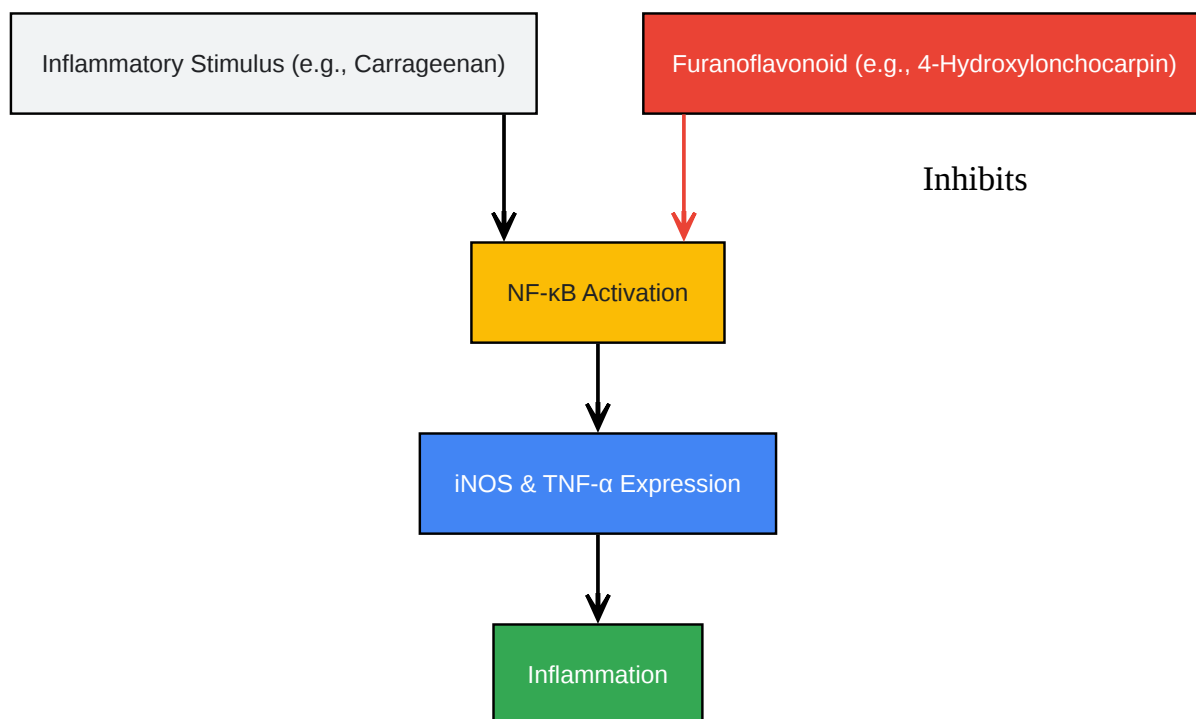 Inflammatory Stimulus (e.g., Carrageenan)
Furanoflavonoid (e.g., 4-Hydroxylonchocarpin)
Inhibits
NF-κB Activation
iNOS & TNF-α Expression
Inflammation